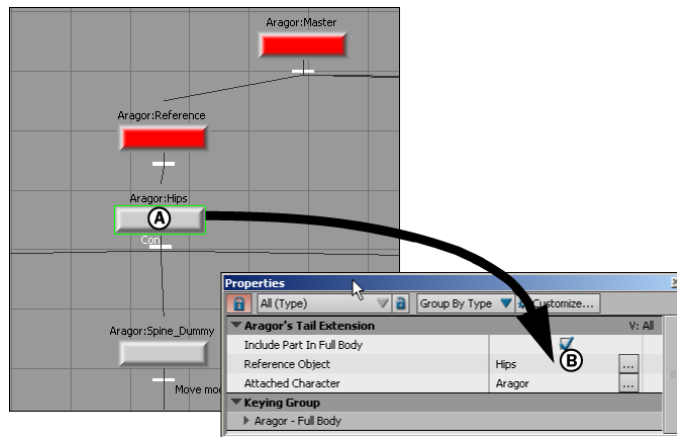 Aragor:Master
Aragor:Reference
Aragor:Hips
A
Con
Aragor:Spine_Dummy
Properties
All (Type)
Group By Type
Customize...
Aragor's Tail Extension V: All
Include Part In Full Body
Reference Object Hips B ...
Attached Character Aragor ...
Move mo
Keying Group
Aragor - Full Body